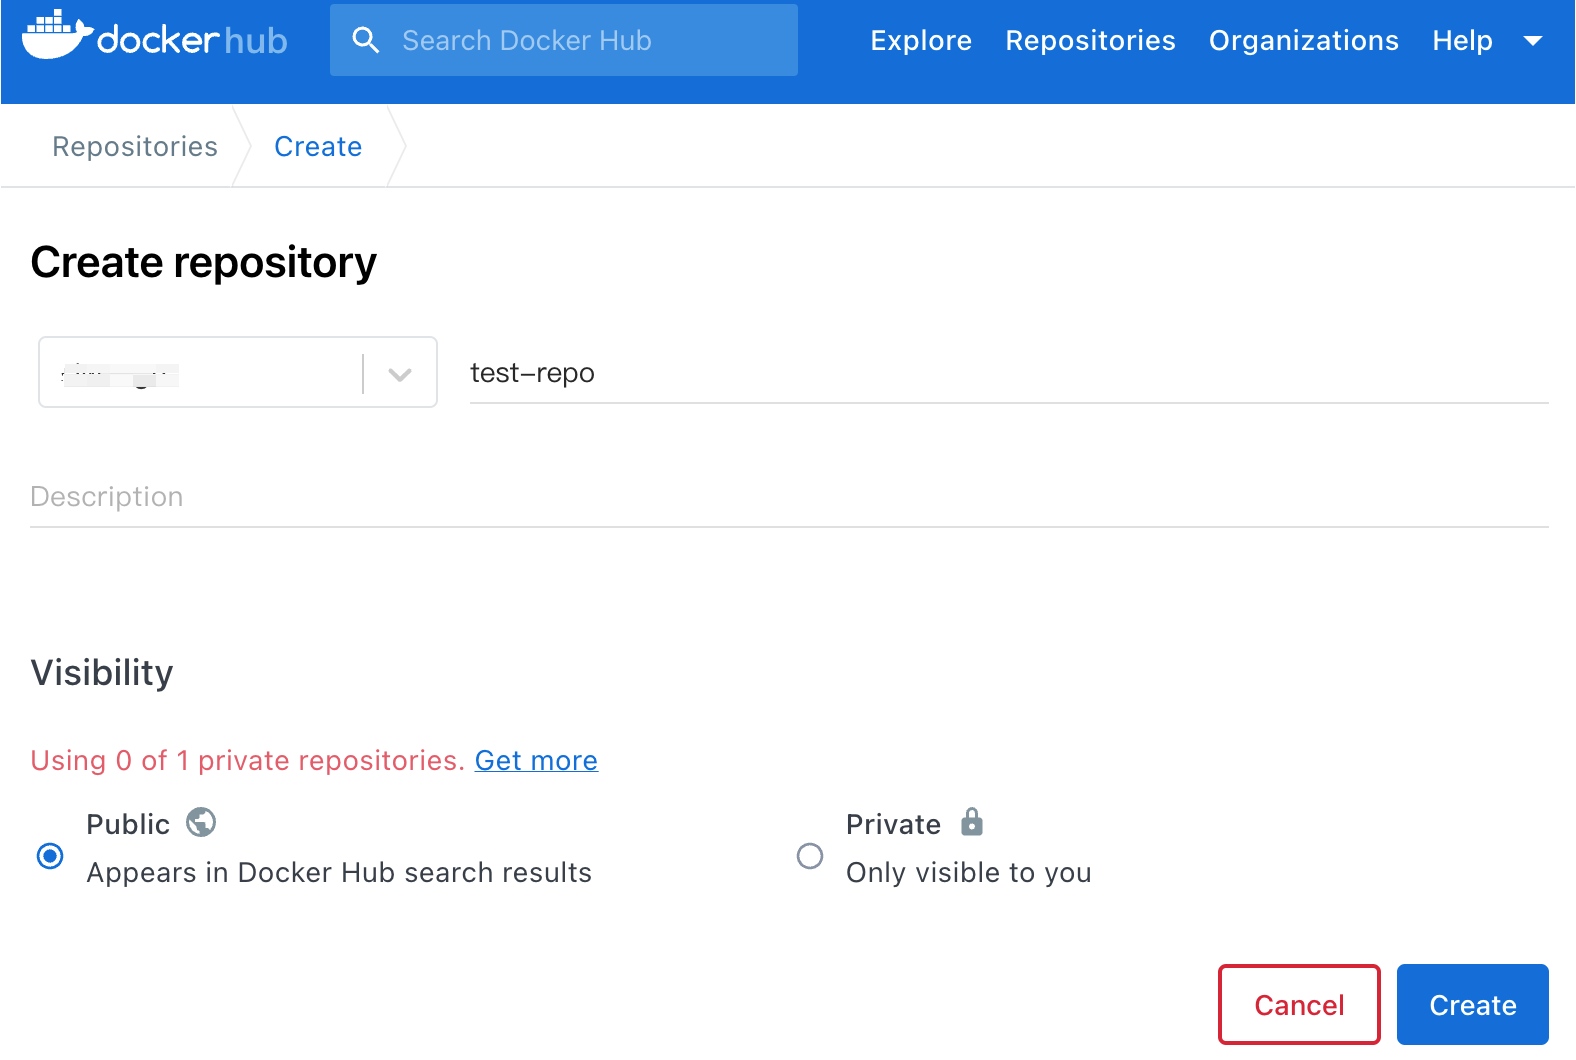 docker hub
Search Docker Hub
Explore Repositories Organizations Help
Repositories Create
Create repository
test-repo
Description
Visibility
Using 0 of 1 private repositories. Get more
Public Private
Appears in Docker Hub search results Only visible to you
Cancel Create